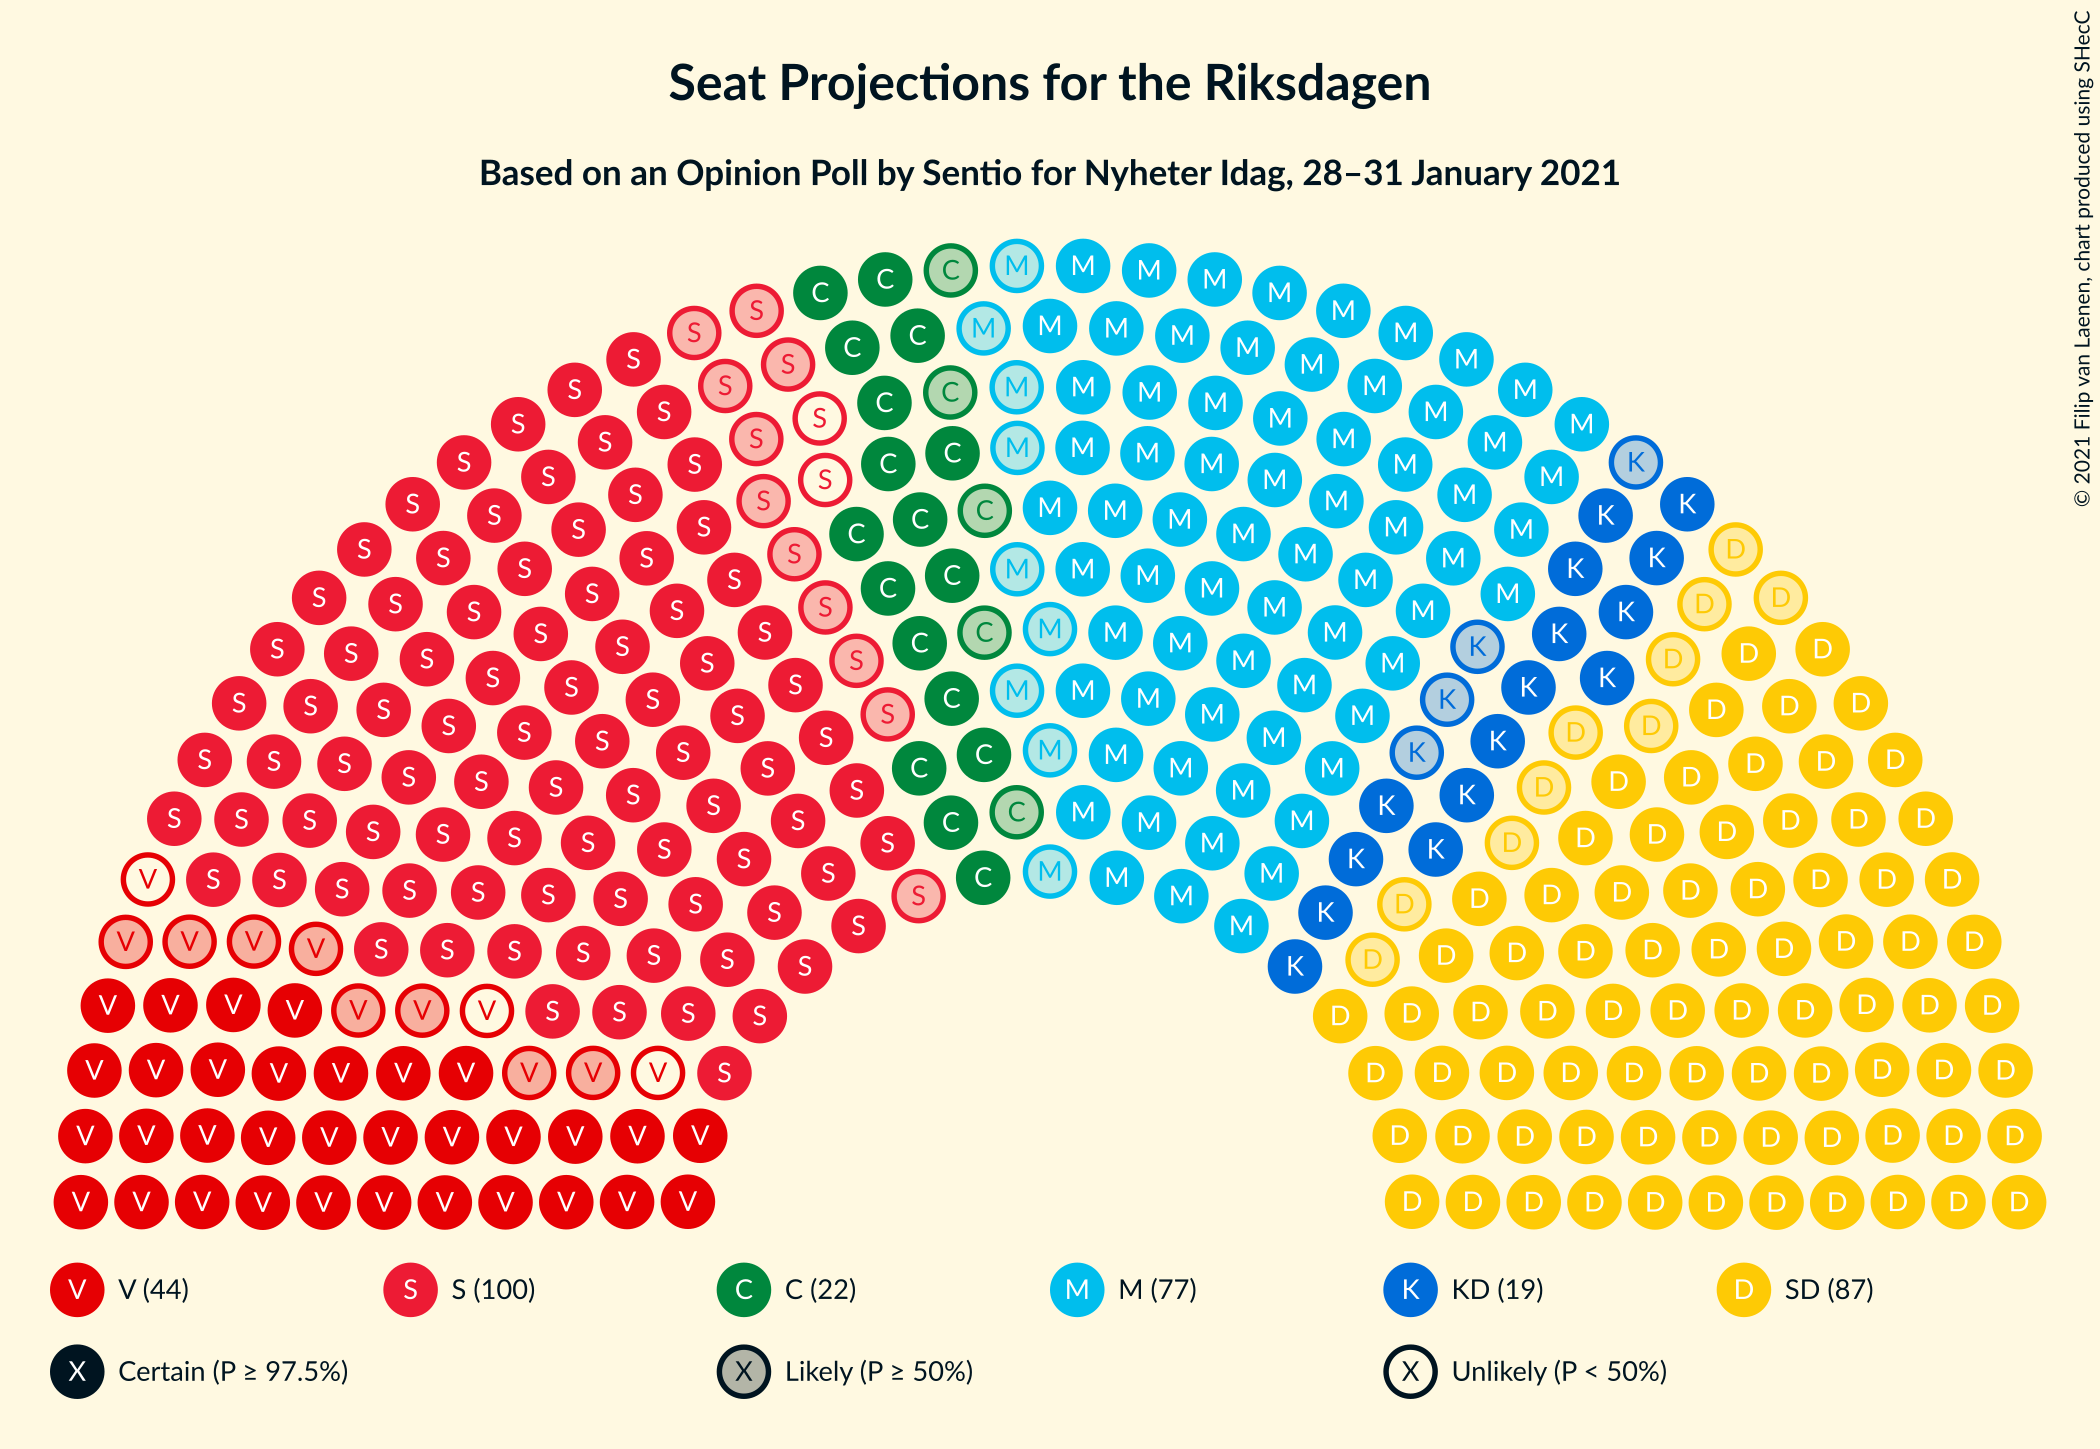 Seat Projections for the Riksdagen
Based on an Opinion Poll by Sentio for Nyheter Idag, 28–31 January 2021
© 2021 Filip van Laenen, chart produced using SHecC
V V (44) S S (100) C C (22) M M (77) K KD (19) D SD (87)
X Certain (P ≥ 97.5%) X Likely (P ≥ 50%) X Unlikely (P < 50%)